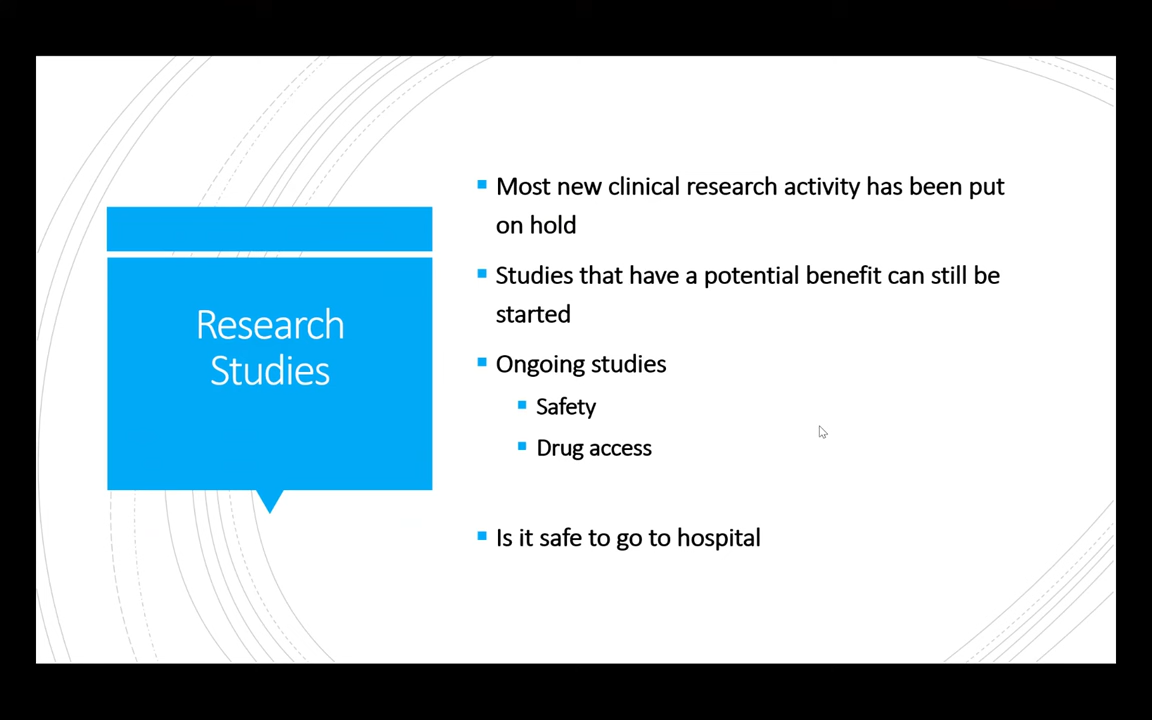 Research
Studies
Most new clinical research activity has been put
on hold
Studies that have a potential benefit can still be
started
Ongoing studies
Safety
Drug access
Is it safe to go to hospital